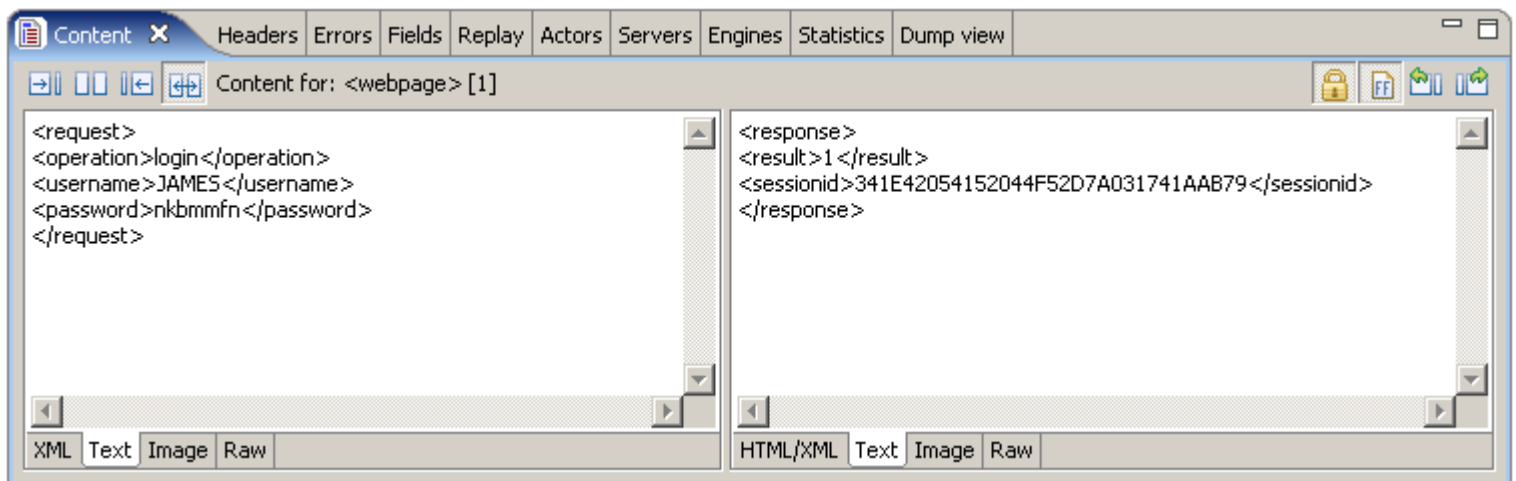 Content Headers Errors Fields Replay Actors Servers Engines Statistics Dump view
Content for: <webpage> [1]
FF
<request>
<operation>login</operation>
<username>JAMES</username>
<password>nkbmmfn</password>
</request>
XML Text Image Raw
<response>
<result>1</result>
<sessionid>341E42054152044F52D7A031741AAB79</sessionid>
</response>
HTML/XML Text Image Raw